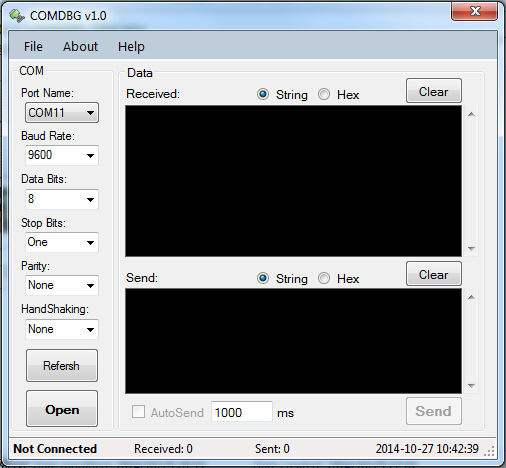 COMDBG v1.0
File About Help
COM
Port Name:
COM11
Baud Rate:
9600
Data Bits:
8
Stop Bits:
One
Parity:
None
HandShaking:
None
Refersh
Open
Data
Received: String Hex Clear
Send: String Hex Clear
AutoSend 1000 ms Send
Not Connected Received: 0 Sent: 0 2014-10-27 10:42:39